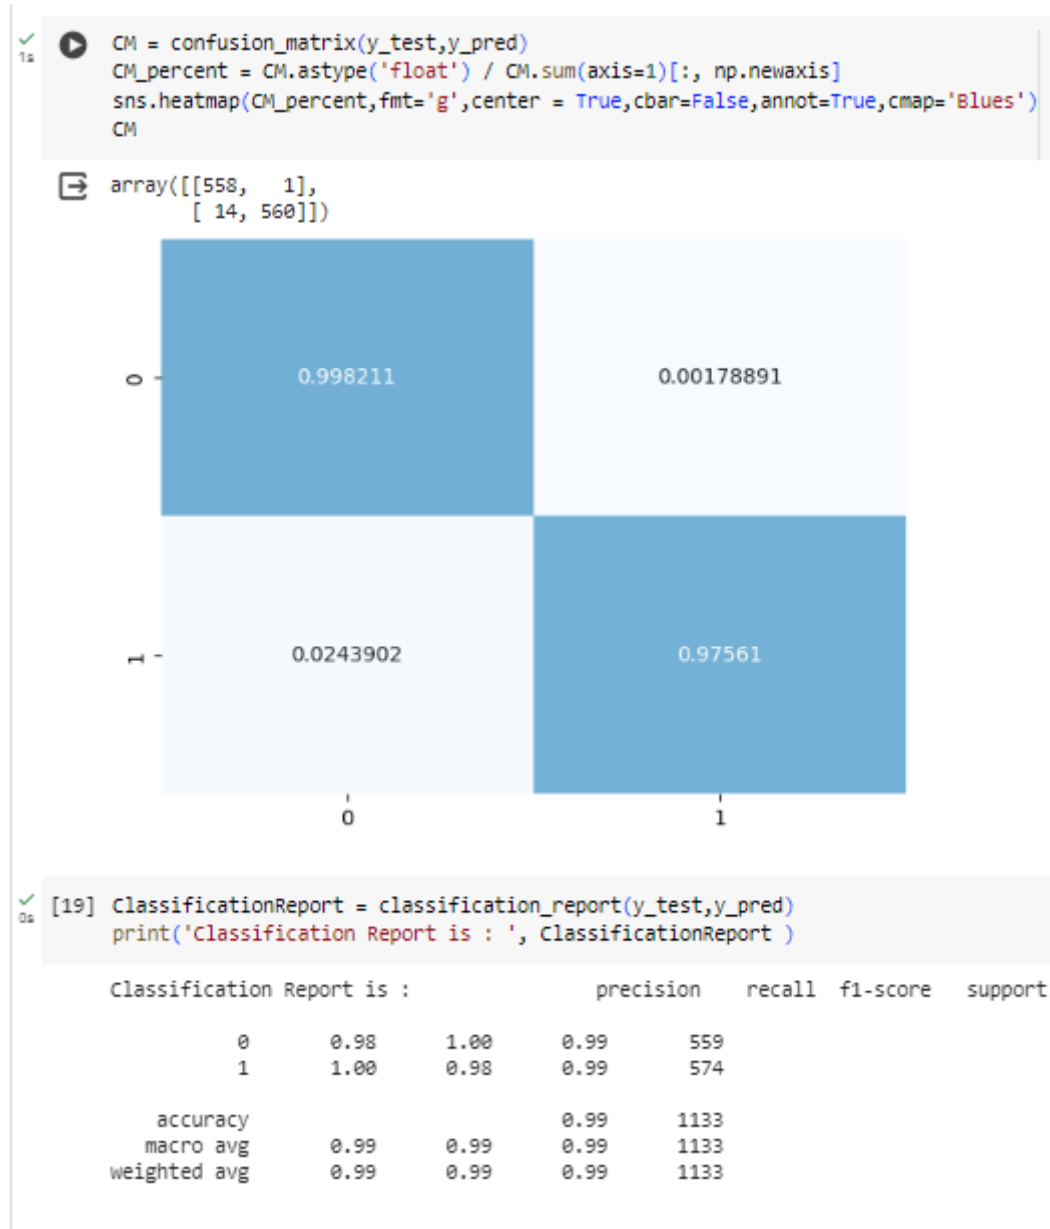 1s
CM = confusion_matrix(y_test,y_pred)
CM_percent = CM.astype('float') / CM.sum(axis=1)[:, np.newaxis]
sns.heatmap(CM_percent,fmt='g',center = True,cbar=False,annot=True,cmap='Blues')
CM
array([[558,   1],
       [ 14, 560]])
0 0.998211 0.00178891
1 0.0243902 0.97561
0 1
0s [19] ClassificationReport = classification_report(y_test,y_pred)
print('Classification Report is : ', ClassificationReport )
Classification Report is :                precision    recall  f1-score   support
0       0.98      1.00      0.99       559
1       1.00      0.98      0.99       574
accuracy                           0.99      1133
macro avg       0.99      0.99      0.99      1133
weighted avg       0.99      0.99      0.99      1133